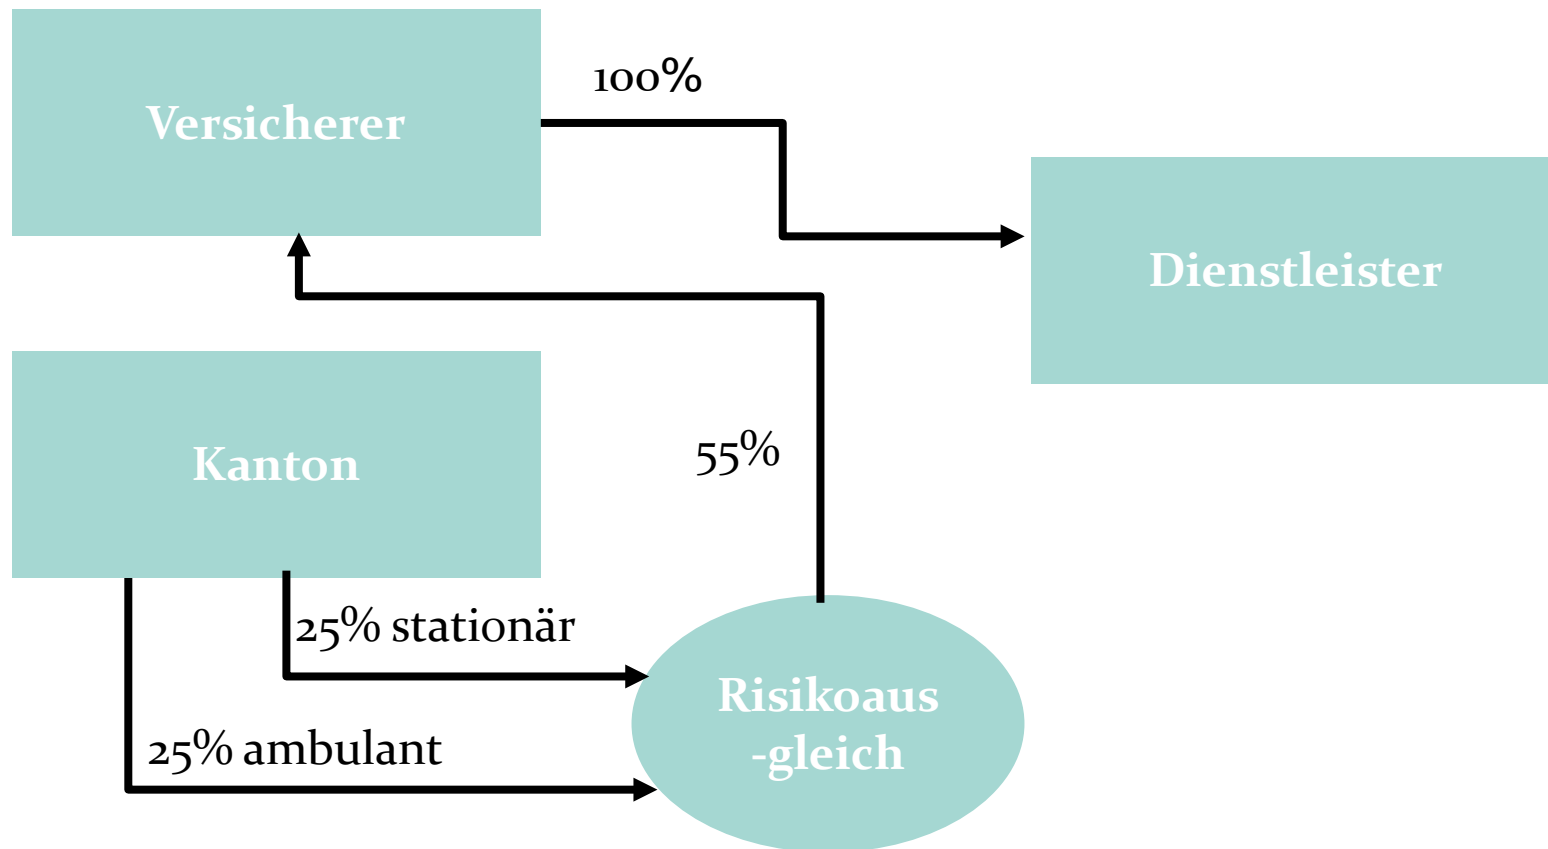 100%
Versicherer
Dienstleister
55%
Kanton
25% stationär
Risikoaus
-gleich
25% ambulant